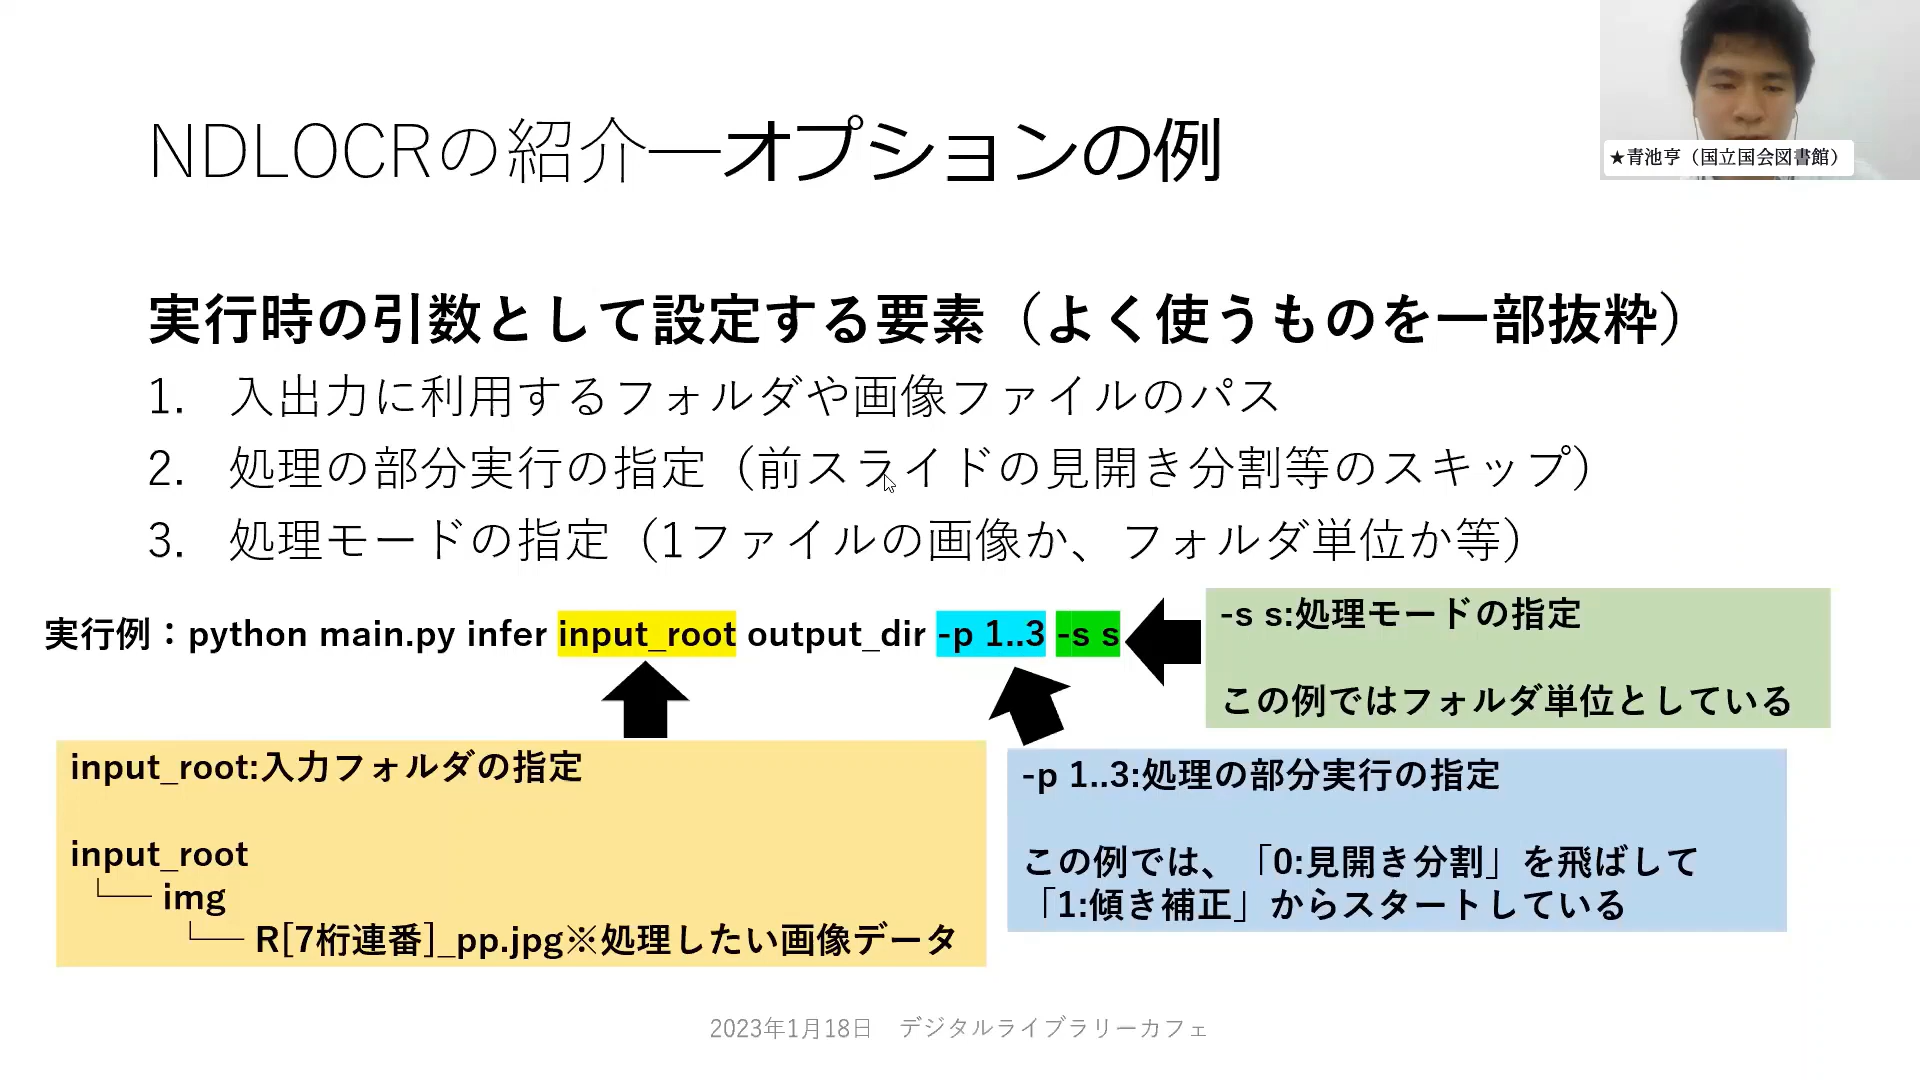 NDLOCRの紹介―オプションの例
★青池亨（国立国会図書館）
実行時の引数として設定する要素（よく使うものを一部抜粋）
1. 入出力に利用するフォルダや画像ファイルのパス
2. 処理の部分実行の指定（前スライドの見開き分割等のスキップ）
3. 処理モードの指定（1ファイルの画像か、フォルダ単位か等）
実行例：python main.py infer input_root output_dir -p 1..3 -s s
-s s:処理モードの指定
この例ではフォルダ単位としている
input_root:入力フォルダの指定
input_root
└── img
└── R[7桁連番]_pp.jpg※処理したい画像データ
-p 1..3:処理の部分実行の指定
この例では、「0:見開き分割」を飛ばして
「1:傾き補正」からスタートしている
2023年1月18日　デジタルライブラリーカフェ